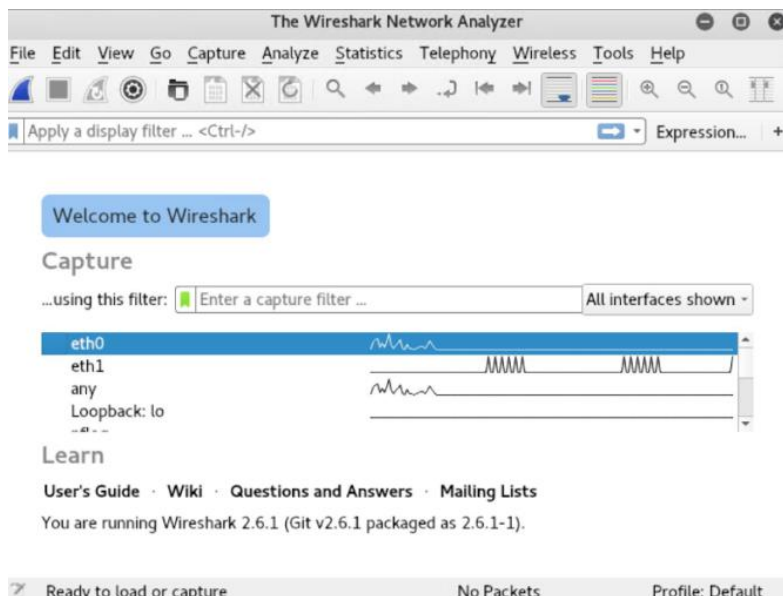 The Wireshark Network Analyzer
File Edit View Go Capture Analyze Statistics Telephony Wireless Tools Help
Apply a display filter ... <Ctrl-/> Expression... +
Welcome to Wireshark
Capture
...using this filter: Enter a capture filter ... All interfaces shown
eth0
eth1
any
Loopback: lo
Learn
User's Guide · Wiki · Questions and Answers · Mailing Lists
You are running Wireshark 2.6.1 (Git v2.6.1 packaged as 2.6.1-1).
Ready to load or capture No Packets Profile: Default